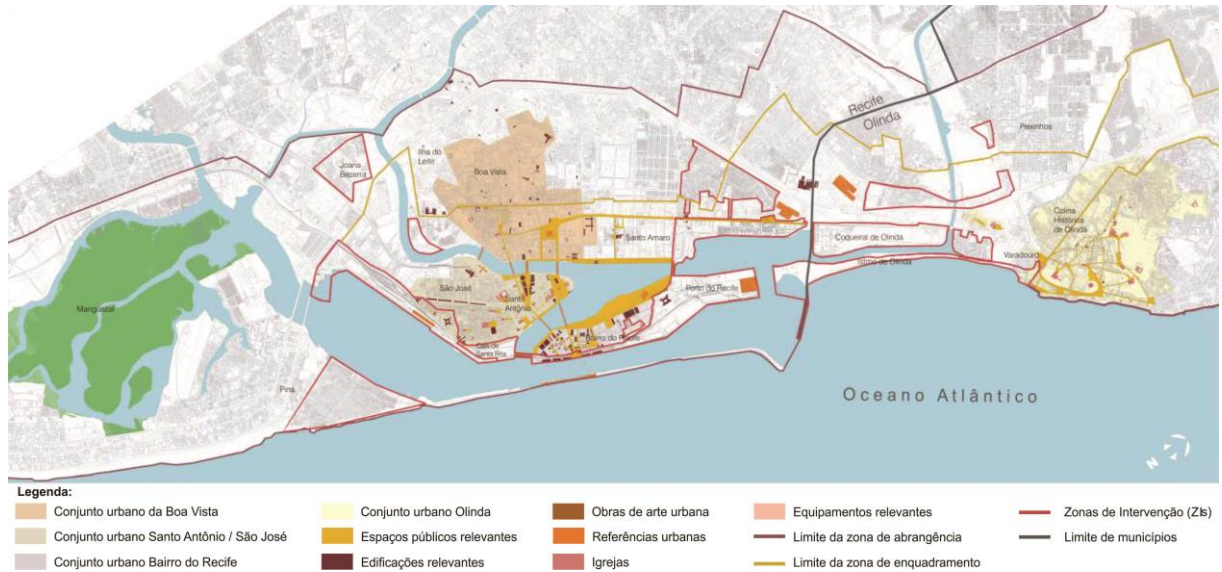 Recife
Olinda
Peixinhos
Joana
Bezerra
Ilha do
Leite
Boa Vista
Colina
Histórica
de Olinda
Santo Amaro
Coqueiral de Olinda
Istmo de Olinda
Varadouro
São José
Santo
Antônio
Porto do Recife
Manguezal
Bairro do Recife
Cais de
Santa Rita
Pina
Oceano Atlântico
N
Legenda:
Conjunto urbano da Boa Vista
Conjunto urbano Santo Antônio / São José
Conjunto urbano Bairro do Recife
Conjunto urbano Olinda
Espaços públicos relevantes
Edificações relevantes
Obras de arte urbana
Referências urbanas
Igrejas
Equipamentos relevantes
Limite da zona de abrangência
Limite da zona de enquadramento
Zonas de Intervenção (ZIs)
Limite de municípios